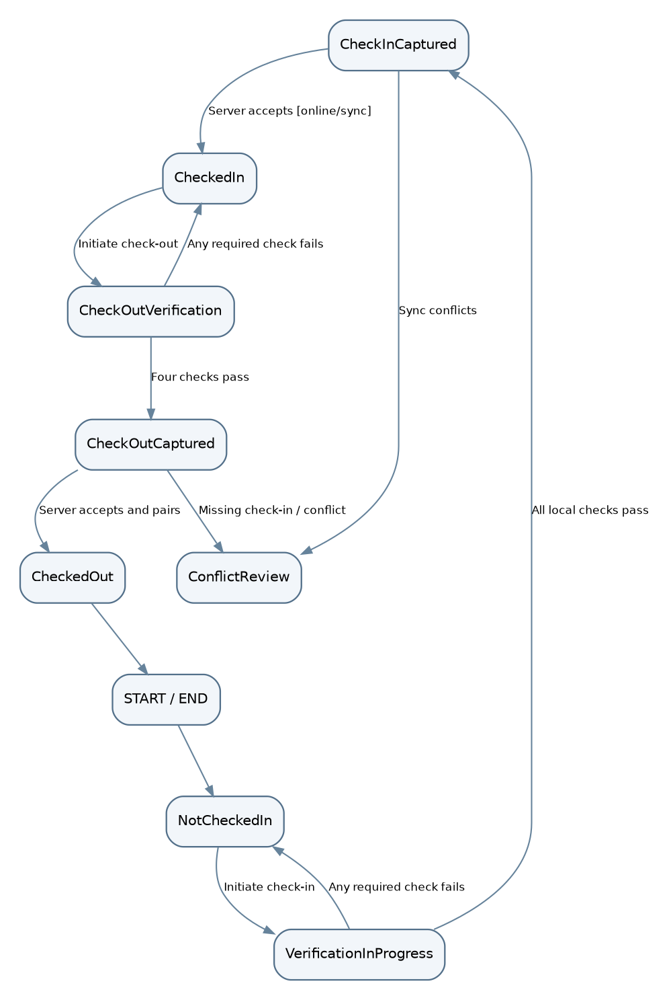 CheckInCaptured
Server accepts [online/sync]
CheckedIn
Initiate check-out
Any required check fails
CheckOutVerification
Sync conflicts
Four checks pass
CheckOutCaptured
Server accepts and pairs
Missing check-in / conflict
All local checks pass
CheckedOut
ConflictReview
START / END
NotCheckedIn
Initiate check-in
Any required check fails
VerificationInProgress